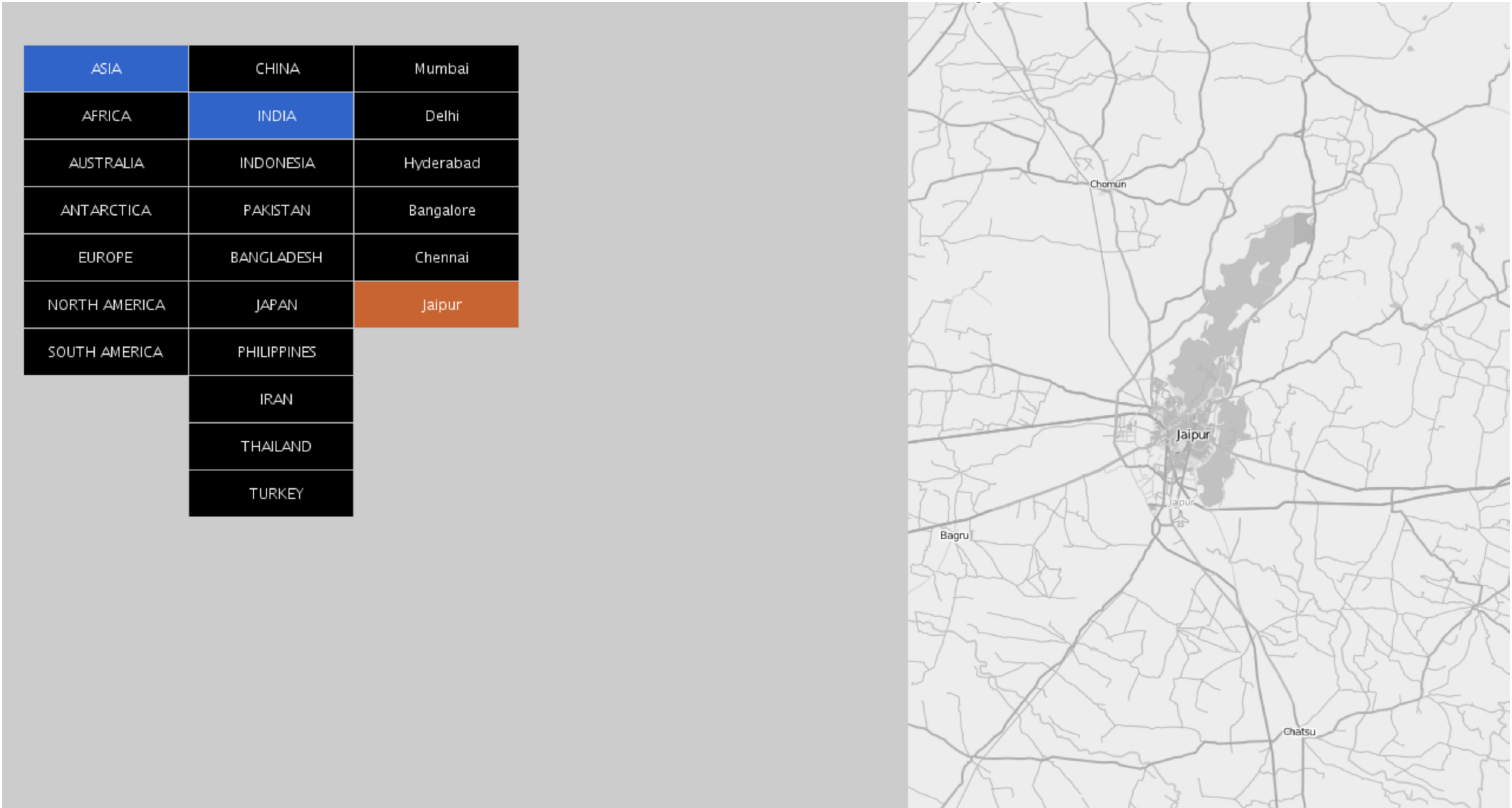 ASIA
AFRICA
AUSTRALIA
ANTARCTICA
EUROPE
NORTH AMERICA
SOUTH AMERICA
CHINA
INDIA
INDONESIA
PAKISTAN
BANGLADESH
JAPAN
PHILIPPINES
IRAN
THAILAND
TURKEY
Mumbai
Delhi
Hyderabad
Bangalore
Chennai
Jaipur
Chomun
Jaipur
Jaipur
Bagru
Chatsu